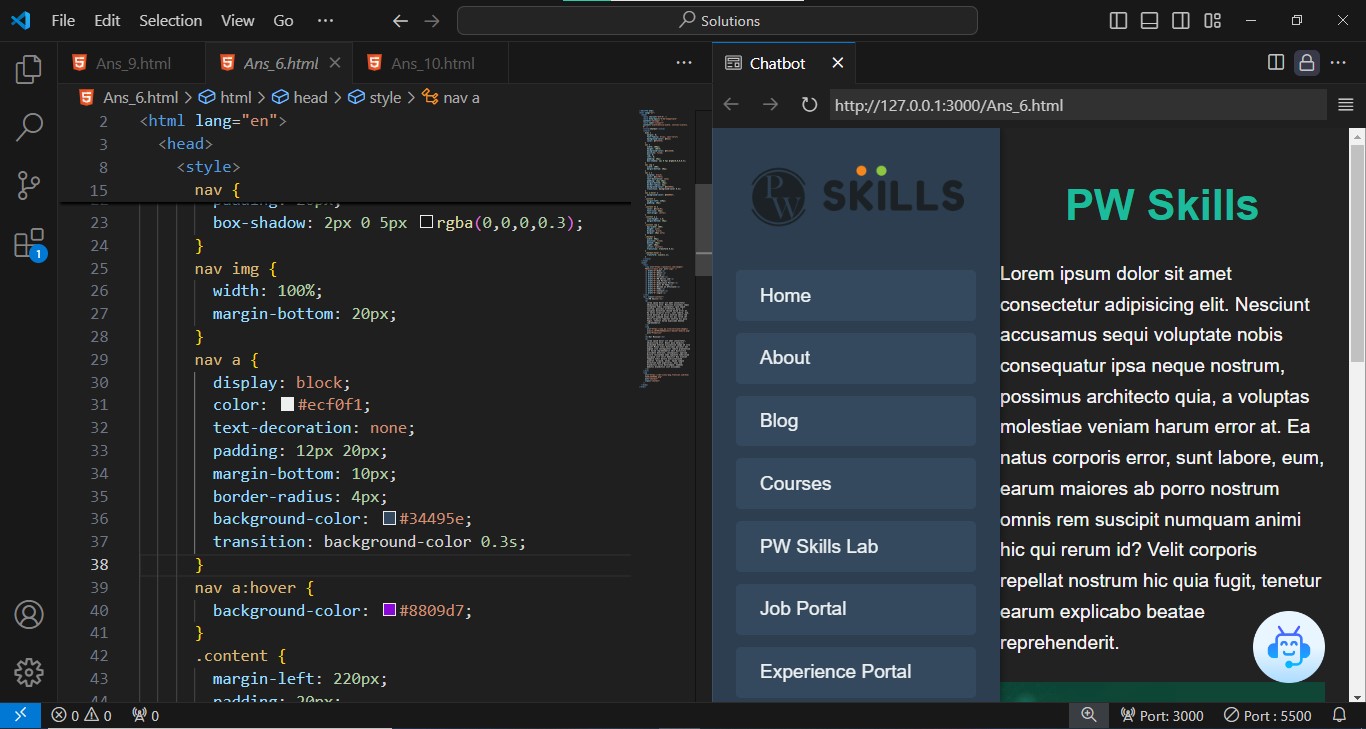 File Edit Selection View Go ··· Solutions
Ans_9.html Ans_6.html Ans_10.html ···
Ans_6.html > html > head > style > nav a
2 <html lang="en">
3 <head>
8 <style>
15 nav {
padding: 20px;
23 box-shadow: 2px 0 5px rgba(0,0,0,0.3);
24 }
25 nav img {
26 width: 100%;
27 margin-bottom: 20px;
28 }
29 nav a {
30 display: block;
31 color: #ecf0f1;
32 text-decoration: none;
33 padding: 12px 20px;
34 margin-bottom: 10px;
35 border-radius: 4px;
36 background-color: #34495e;
37 transition: background-color 0.3s;
38 }
39 nav a:hover {
40 background-color: #8809d7;
41 }
42 .content {
43 margin-left: 220px;
44 padding: 20px;
Chatbot
http://127.0.0.1:3000/Ans_6.html
PW SKILLS
Home
About
Blog
Courses
PW Skills Lab
Job Portal
Experience Portal
PW Skills
Lorem ipsum dolor sit amet
consectetur adipisicing elit. Nesciunt
accusamus sequi voluptate nobis
consequatur ipsa neque nostrum,
possimus architecto quia, a voluptas
molestiae veniam harum error at. Ea
natus corporis error, sunt labore, eum,
earum maiores ab porro nostrum
omnis rem suscipit numquam animi
hic qui rerum id? Velit corporis
repellat nostrum hic quia fugit, tenetur
earum explicabo beatae
reprehenderit.
1
0 0 0 Port: 3000 Port : 5500